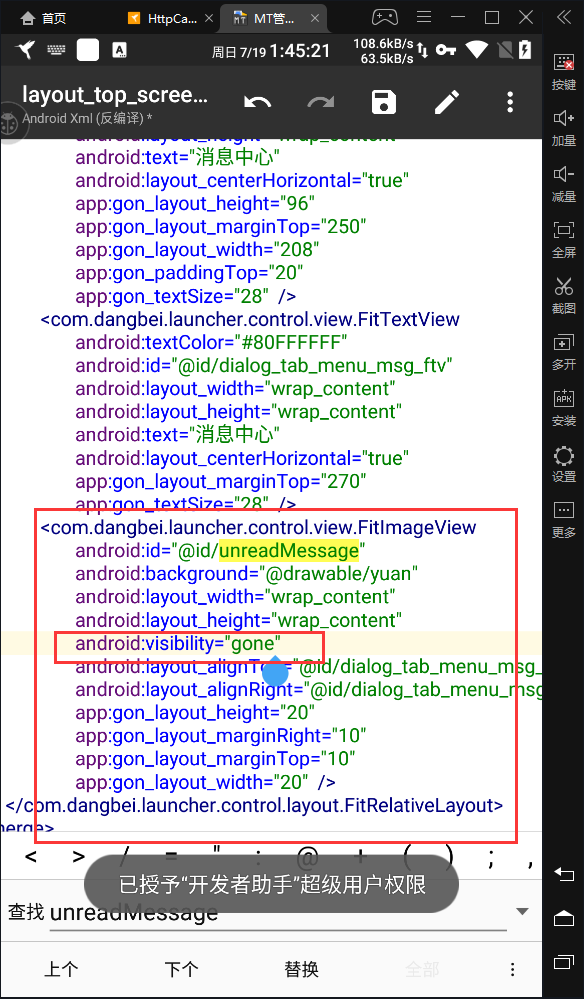 首页
HttpCa...
MT管...
周日 7/19 1:45:21
108.6kB/s
63.5kB/s
layout_top_scree...
Android Xml (反编译) *
android:layout_height="wrap_content"
android:text="消息中心"
android:layout_centerHorizontal="true"
app:gon_layout_height="96"
app:gon_layout_marginTop="250"
app:gon_layout_width="208"
app:gon_paddingTop="20"
app:gon_textSize="28" />
<com.dangbei.launcher.control.view.FitTextView
android:textColor="#80FFFFFF"
android:id="@id/dialog_tab_menu_msg_ftv"
android:layout_width="wrap_content"
android:layout_height="wrap_content"
android:text="消息中心"
android:layout_centerHorizontal="true"
app:gon_layout_marginTop="270"
app:gon_textSize="28" />
<com.dangbei.launcher.control.view.FitImageView
android:id="@id/unreadMessage"
android:background="@drawable/yuan"
android:layout_width="wrap_content"
android:layout_height="wrap_content"
android:visibility="gone"
android:layout_alignTop="@id/dialog_tab_menu_msg_
android:layout_alignRight="@id/dialog_tab_menu_msg
app:gon_layout_height="20"
app:gon_layout_marginRight="10"
app:gon_layout_marginTop="10"
app:gon_layout_width="20" />
</com.dangbei.launcher.control.layout.FitRelativeLayout>
merge>
< > / = " : @ + ( ) ; ,
已授予“开发者助手”超级用户权限
查找 unreadMessage
上个 下个 替换 全部
按键
加量
减量
全屏
截图
多开
APK
安装
设置
更多